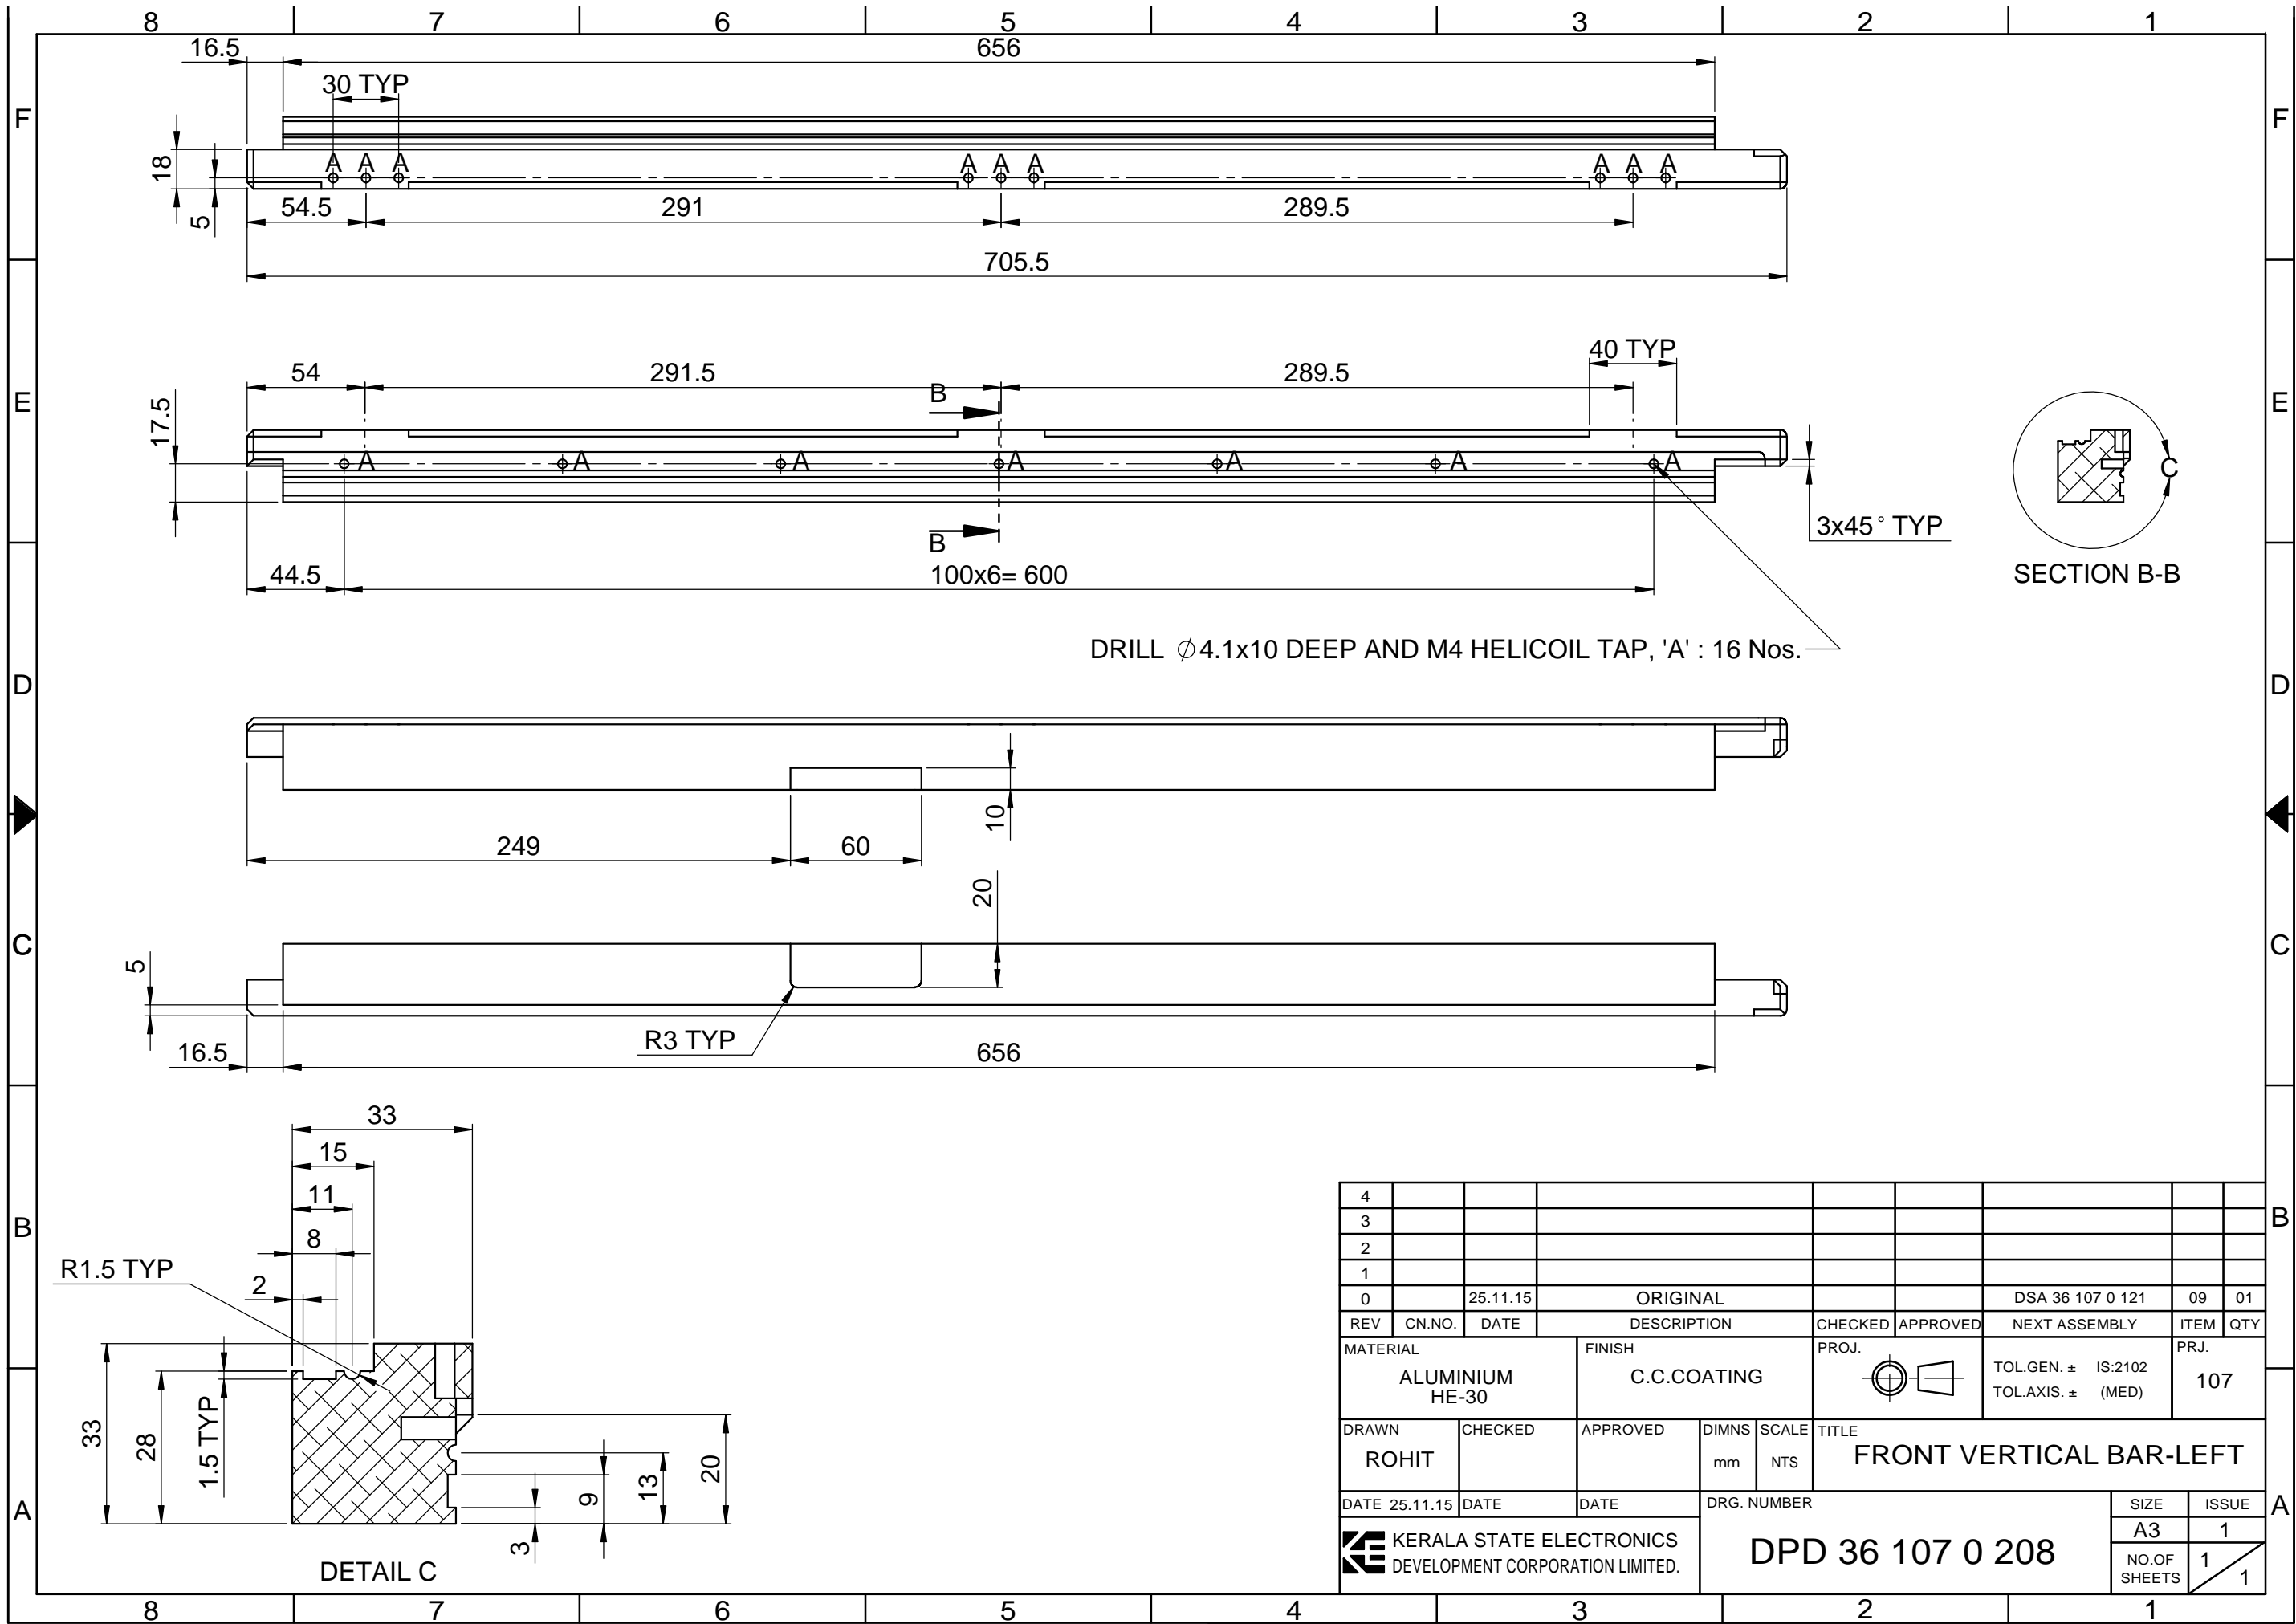 8 7 6 5 4 3 2 1
16.5 656
30 TYP
F F
18 A A A A A A A A A
5 54.5 291 289.5
705.5
40 TYP
54 291.5 B 289.5
E E
17.5
A A A A A A A
C
3x45° TYP
B
44.5 100x6= 600
SECTION B-B
DRILL ∅4.1x10 DEEP AND M4 HELICOIL TAP, 'A' : 16 Nos.
D D
10
249 60
20
C C
5
R3 TYP
16.5 656
33
15
11
8
R1.5 TYP
2
B B
33 28 1.5 TYP 3 9 13 20
A A
DETAIL C
4
3
2
1
0 25.11.15 ORIGINAL DSA 36 107 0 121 09 01
REV CN.NO. DATE DESCRIPTION CHECKED APPROVED NEXT ASSEMBLY ITEM QTY
MATERIAL FINISH PROJ. PRJ.
ALUMINIUM C.C.COATING TOL.GEN. ± IS:2102 107
HE-30 TOL.AXIS. ± (MED)
DRAWN CHECKED APPROVED DIMNS SCALE TITLE
ROHIT mm NTS FRONT VERTICAL BAR-LEFT
DATE 25.11.15 DATE DATE DRG. NUMBER SIZE ISSUE
A3 1
KERALA STATE ELECTRONICS
DEVELOPMENT CORPORATION LIMITED.
DPD 36 107 0 208
NO.OF SHEETS 1 1
8 7 6 5 4 3 2 1